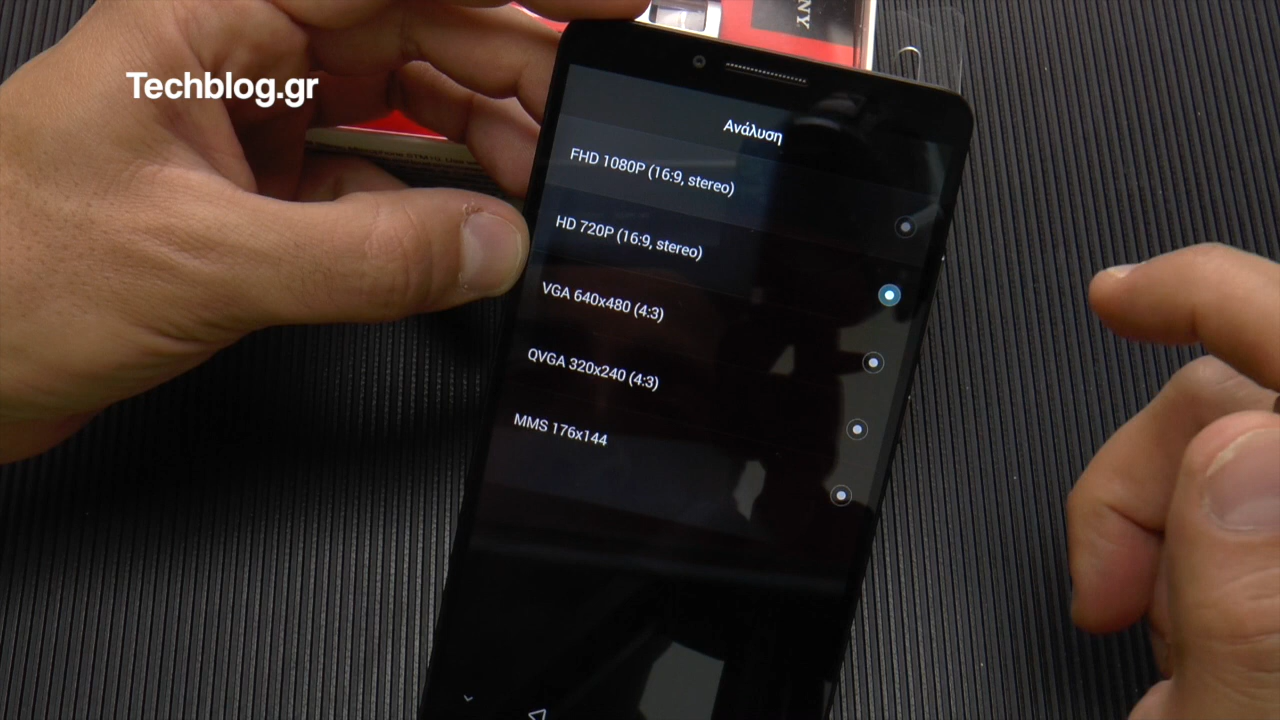 Techblog.gr
NY
Ανάλυση
FHD 1080P (16:9, stereo)
HD 720P (16:9, stereo)
VGA 640x480 (4:3)
QVGA 320x240 (4:3)
MMS 176x144